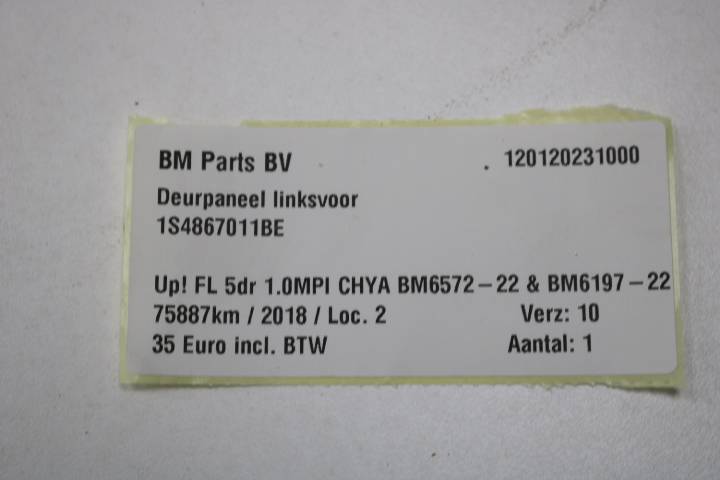 BM Parts BV 120120231000
Deurpaneel linksvoor
1S4867011BE
Up! FL 5dr 1.0MPI CHYA BM6572-22 & BM6197-22
75887km / 2018 / Loc. 2 Verz: 10
35 Euro incl. BTW Aantal: 1